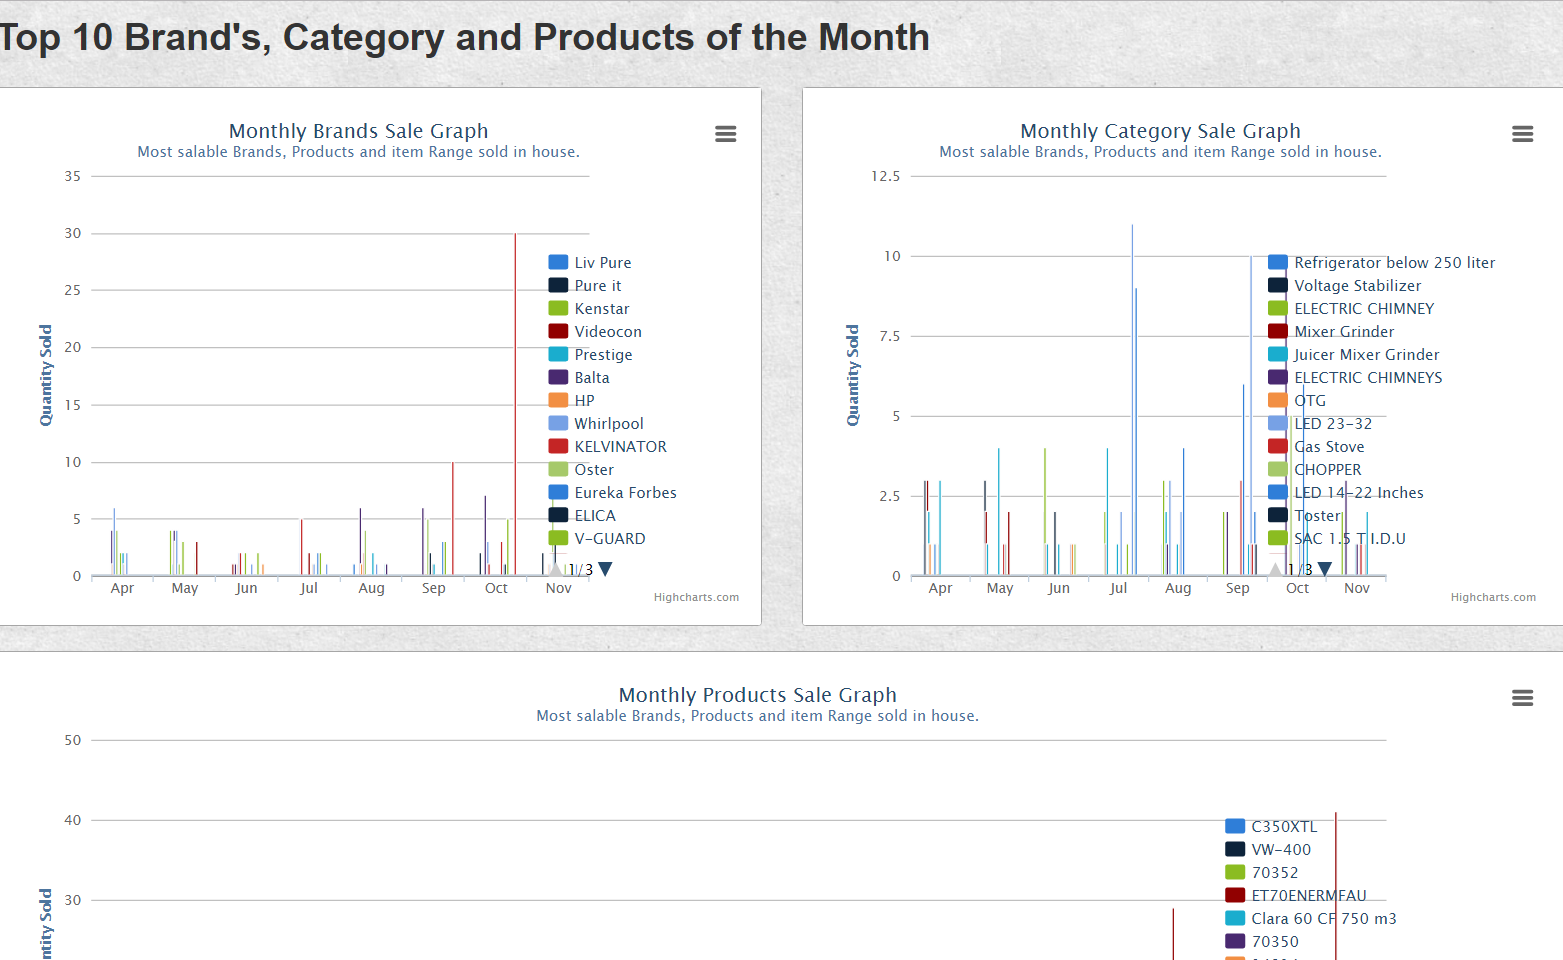 Top 10 Brand's, Category and Products of the Month
Monthly Brands Sale Graph
Most salable Brands, Products and item Range sold in house.
Quantity Sold
35
30
25
20
15
10
5
0
Apr May Jun Jul Aug Sep Oct Nov
Liv Pure
Pure it
Kenstar
Videocon
Prestige
Balta
HP
Whirlpool
KELVINATOR
Oster
Eureka Forbes
ELICA
V-GUARD
1/3
Highcharts.com
Monthly Category Sale Graph
Most salable Brands, Products and item Range sold in house.
Quantity Sold
12.5
10
7.5
5
2.5
0
Apr May Jun Jul Aug Sep Oct Nov
Refrigerator below 250 liter
Voltage Stabilizer
ELECTRIC CHIMNEY
Mixer Grinder
Juicer Mixer Grinder
ELECTRIC CHIMNEYS
OTG
LED 23-32
Gas Stove
CHOPPER
LED 14-22 Inches
Toster
SAC 1.5 T I.D.U
1/3
Highcharts.com
Monthly Products Sale Graph
Most salable Brands, Products and item Range sold in house.
ntity Sold
50
40
30
C350XTL
VW-400
70352
ET70ENERMFAU
Clara 60 CF 750 m3
70350